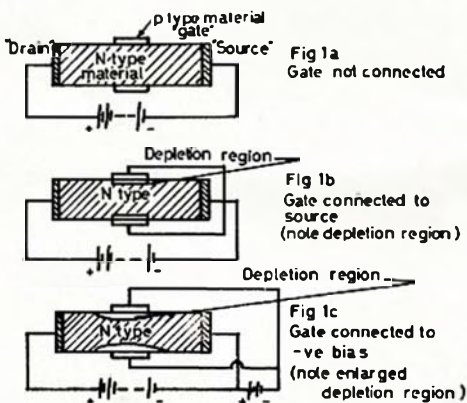 p type material
"gate"
"Drain"
"Source"
N type
material
+ -
Fig 1a
Gate not connected
Depletion region
N type
+ -
Fig 1b
Gate connected to
source
(note depletion region)
Depletion region
N type
+ -
Fig 1c
Gate connected to
-ve bias
(note enlarged
depletion region)